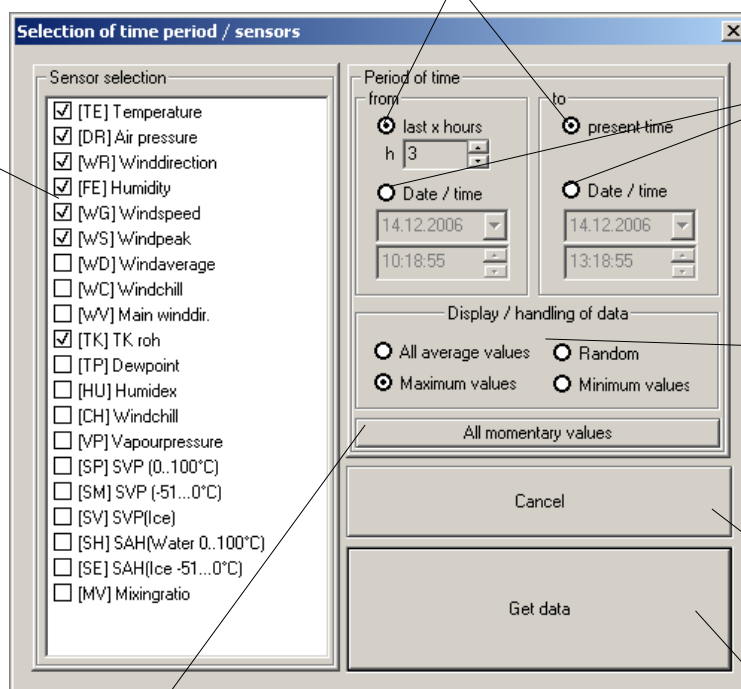 Selection of time period / sensors
Sensor selection
[TE] Temperature
[DR] Air pressure
[WR] Winddirection
[FE] Humidity
[WG] Windspeed
[WS] Windpeak
[WD] Windaverage
[WC] Windchill
[WV] Main winddir.
[TK] TK roh
[TP] Dewpoint
[HU] Humidex
[CH] Windchill
[VP] Vapourpressure
[SP] SVP (0..100°C)
[SM] SVP (-51...0°C)
[SV] SVP(Ice)
[SH] SAH(Water 0..100°C)
[SE] SAH(Ice -51...0°C)
[MV] Mixingratio
Period of time
from
last x hours
h 3
Date / time
14.12.2006
10:18:55
to
present time
Date / time
14.12.2006
13:18:55
Display / handling of data
All average values
Random
Maximum values
Minimum values
All momentary values
Cancel
Get data